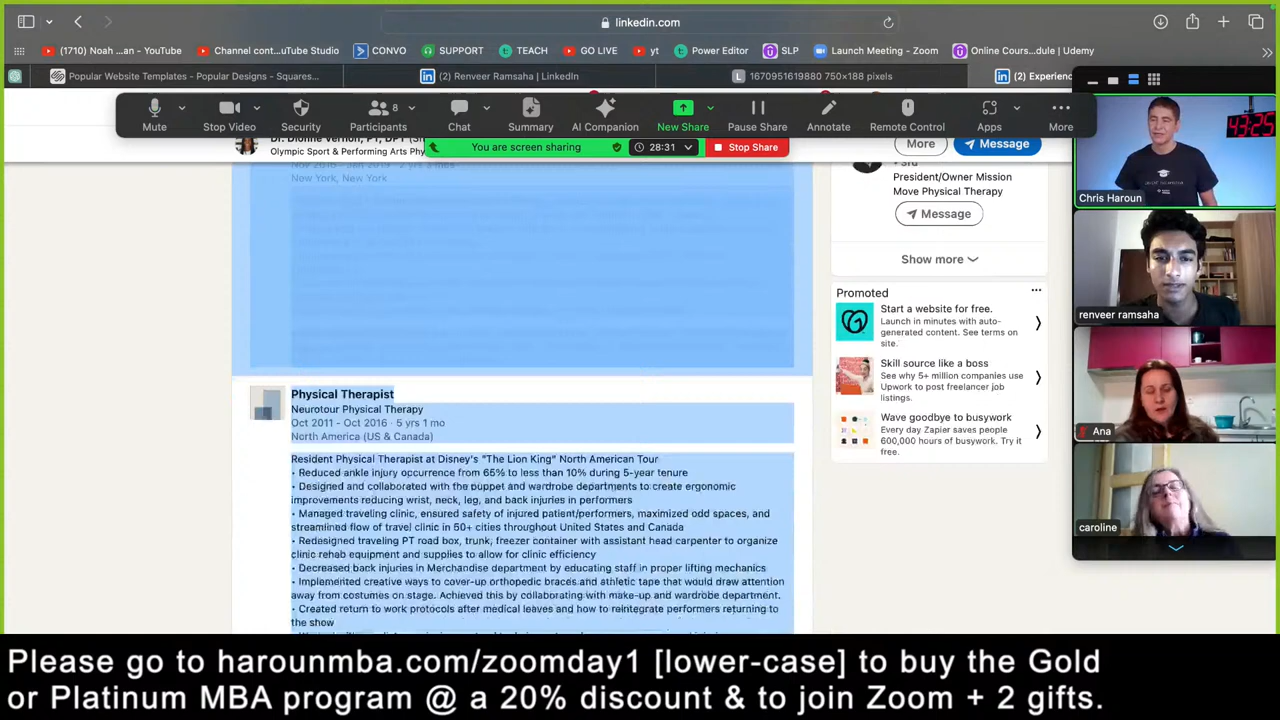 linkedin.com
(1710) Noah ...an - YouTube
Channel cont...uTube Studio
CONVO
SUPPORT
TEACH
GO LIVE
yt
Power Editor
SLP
Launch Meeting - Zoom
Online Cours...dule | Udemy
Popular Website Templates - Popular Designs - Squares...
(2) Renveer Ramsaha | LinkedIn
1670951619880 750×188 pixels
(2) Experienc
Mute
Stop Video
Security
Participants
8
Chat
Summary
AI Companion
New Share
Pause Share
Annotate
Remote Control
Apps
More
You are screen sharing
28:31
Stop Share
Olympic Sport & Performing Arts Phy
More
Message
New York, New York
3rd
President/Owner Mission
Move Physical Therapy
Message
Show more
Promoted
Start a website for free.
Launch in minutes with auto-
generated content. See terms on
site.
Skill source like a boss
See why 5+ million companies use
Upwork to post freelancer job
listings.
Wave goodbye to busywork
Every day Zapier saves people
600,000 hours of busywork. Try it
free.
Physical Therapist
Neurotour Physical Therapy
Oct 2011 - Oct 2016 · 5 yrs 1 mo
North America (US & Canada)
Resident Physical Therapist at Disney's "The Lion King" North American Tour
• Reduced ankle injury occurrence from 65% to less than 10% during 5-year tenure
• Designed and collaborated with the puppet and wardrobe departments to create ergonomic
improvements reducing wrist, neck, leg, and back injuries in performers
• Managed traveling clinic, ensured safety of injured patient/performers, maximized odd spaces, and
streamlined flow of travel clinic in 50+ cities throughout United States and Canada
• Redesigned traveling PT road box, trunk, freezer container with assistant head carpenter to organize
clinic rehab equipment and supplies to allow for clinic efficiency
• Decreased back injuries in Merchandise department by educating staff in proper lifting mechanics
• Implemented creative ways to cover-up orthopedic braces and athletic tape that would draw attention
away from costumes on stage. Achieved this by collaborating with make-up and wardrobe department.
• Created return to work protocols after medical leaves and how to reintegrate performers returning to
the show
43:25
Chris Haroun
renveer ramsaha
Ana
caroline
Please go to harounmba.com/zoomday1 [lower-case] to buy the Gold
or Platinum MBA program @ a 20% discount & to join Zoom + 2 gifts.